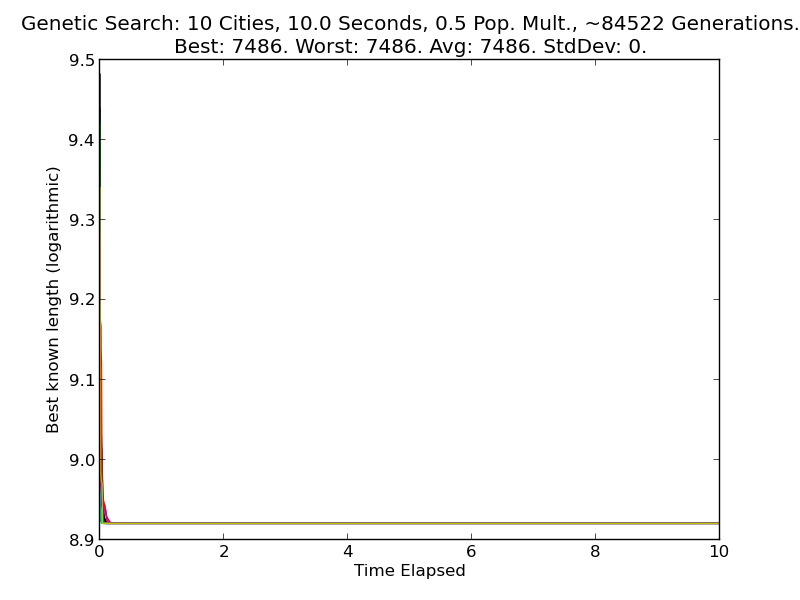 Genetic Search: 10 Cities, 10.0 Seconds, 0.5 Pop. Mult., ~84522 Generations.
Best: 7486. Worst: 7486. Avg: 7486. StdDev: 0.
9.5
9.4
9.3
9.2
9.1
9.0
8.9
Best known length (logarithmic)
0 2 4 6 8 10
Time Elapsed